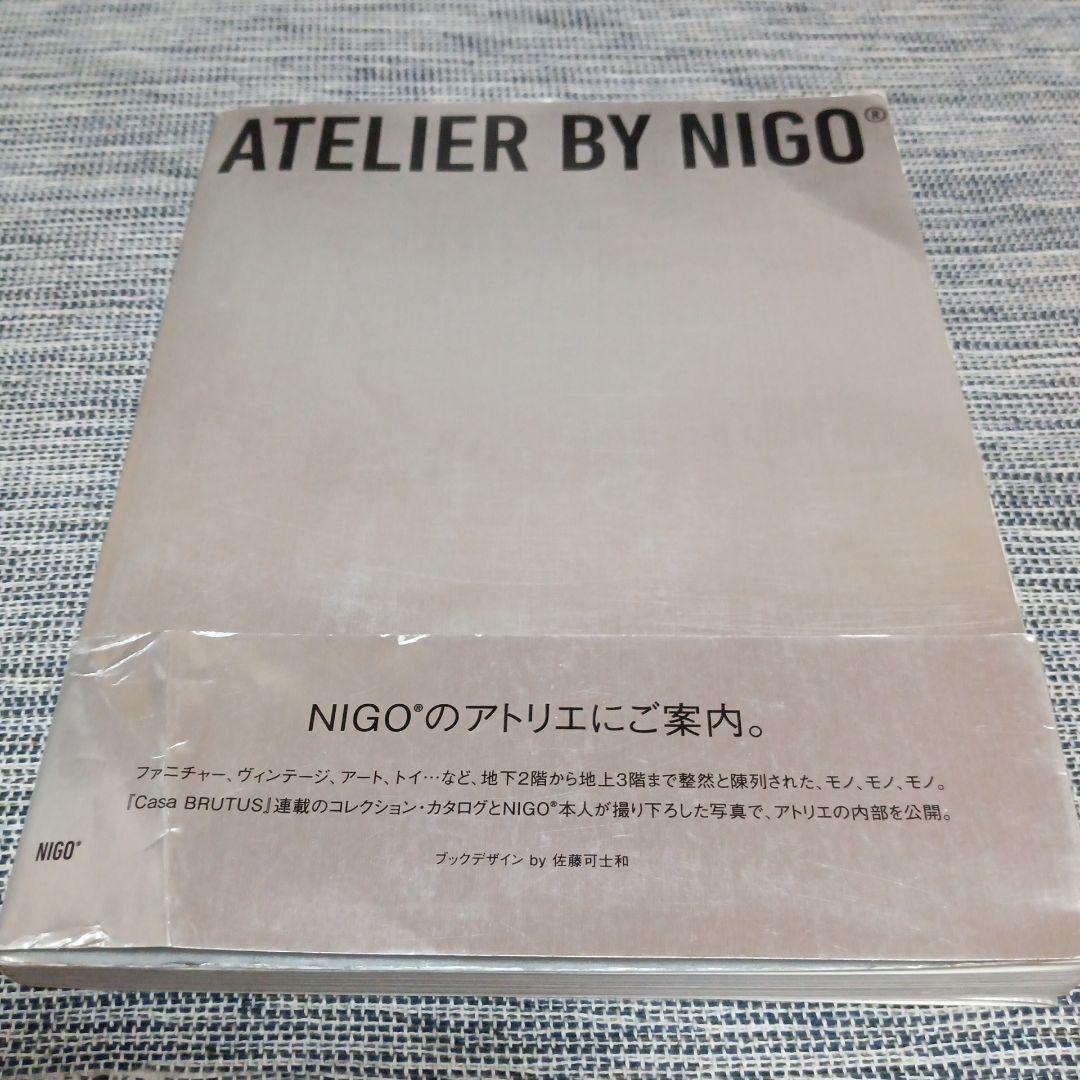 ATELIER BY NIGO®
NIGO®のアトリエにご案内。
ファニチャー、ヴィンテージ、アート、トイ…など、地下2階から地上3階まで整然と陳列された、モノ、モノ、モノ。
『Casa BRUTUS』連載のコレクション・カタログとNIGO®本人が撮り下ろした写真で、アトリエの内部を公開。
ブックデザイン by 佐藤可士和
NIGO®